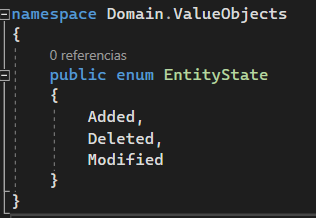 namespace Domain.ValueObjects
{
0 referencias
public enum EntityState
{
Added,
Deleted,
Modified
}
}